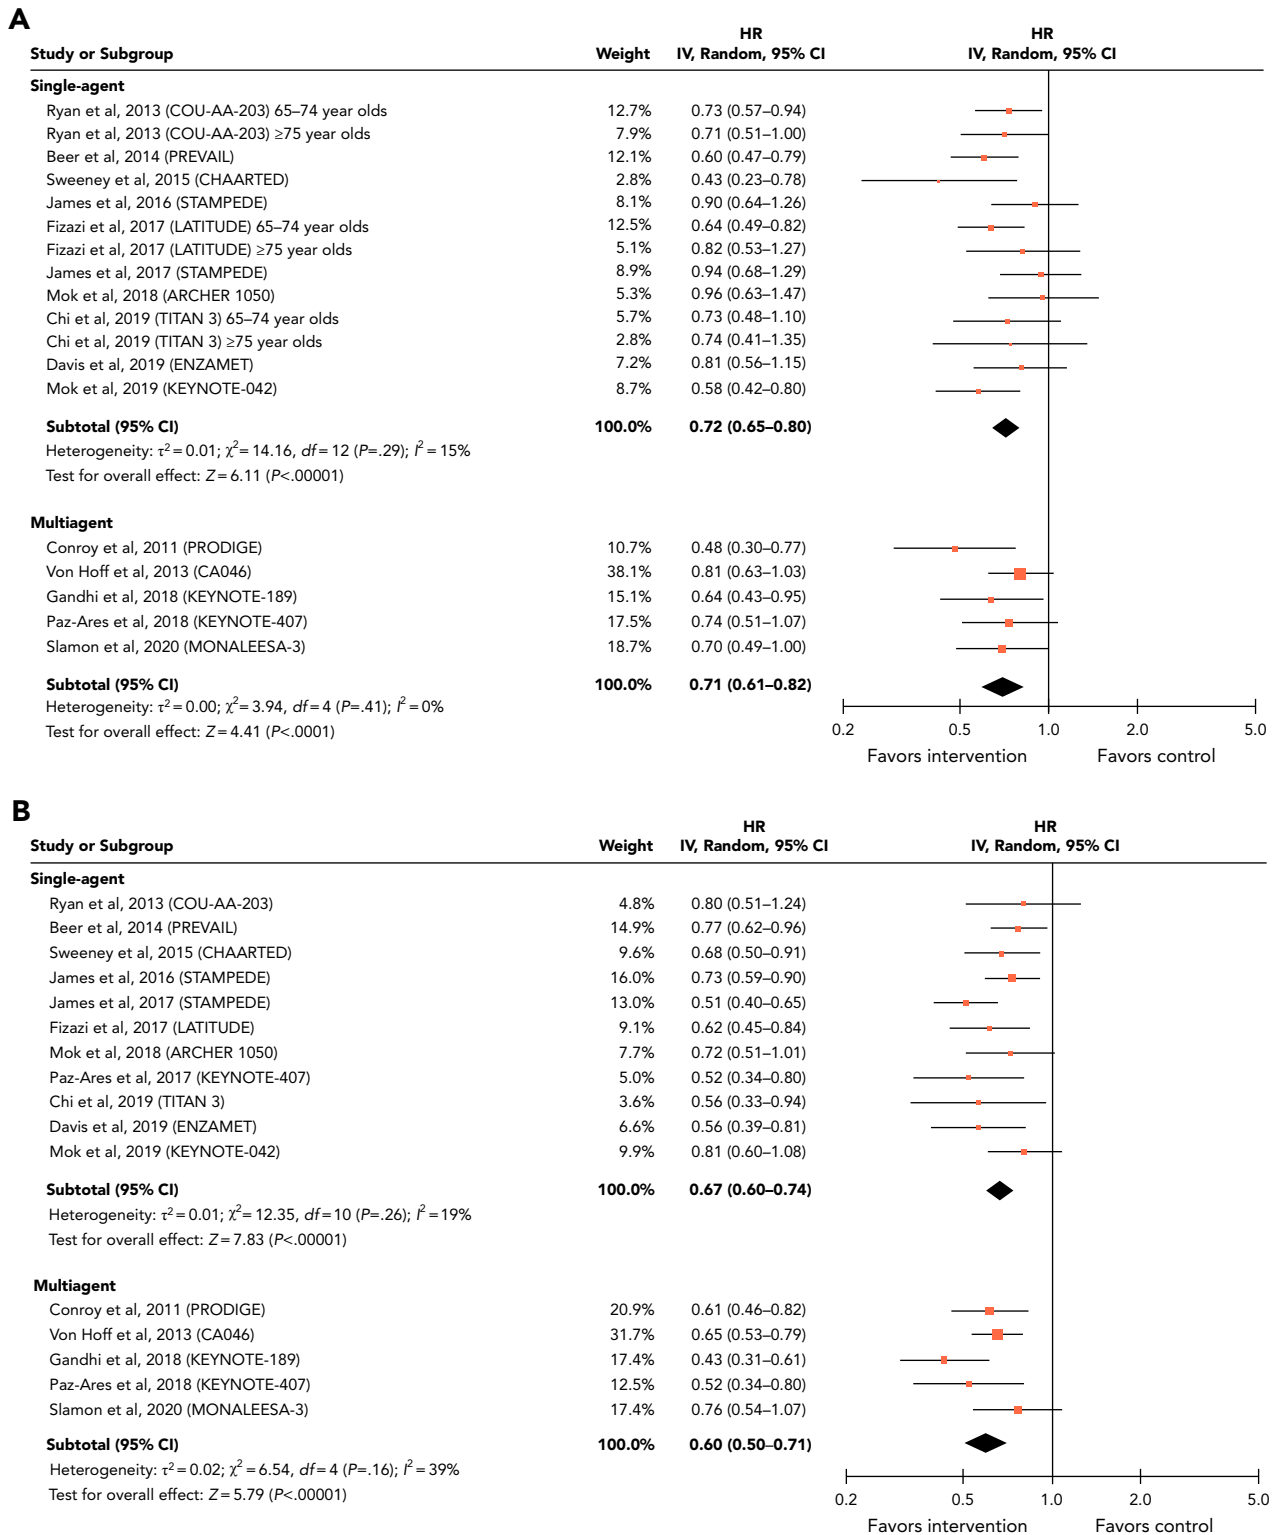 A
HR HR
Study or Subgroup Weight IV, Random, 95% CI IV, Random, 95% CI
Single-agent
Ryan et al, 2013 (COU-AA-203) 65–74 year olds 12.7% 0.73 (0.57–0.94)
Ryan et al, 2013 (COU-AA-203) ≥75 year olds 7.9% 0.71 (0.51–1.00)
Beer et al, 2014 (PREVAIL) 12.1% 0.60 (0.47–0.79)
Sweeney et al, 2015 (CHAARTED) 2.8% 0.43 (0.23–0.78)
James et al, 2016 (STAMPEDE) 8.1% 0.90 (0.64–1.26)
Fizazi et al, 2017 (LATITUDE) 65–74 year olds 12.5% 0.64 (0.49–0.82)
Fizazi et al, 2017 (LATITUDE) ≥75 year olds 5.1% 0.82 (0.53–1.27)
James et al, 2017 (STAMPEDE) 8.9% 0.94 (0.68–1.29)
Mok et al, 2018 (ARCHER 1050) 5.3% 0.96 (0.63–1.47)
Chi et al, 2019 (TITAN 3) 65–74 year olds 5.7% 0.73 (0.48–1.10)
Chi et al, 2019 (TITAN 3) ≥75 year olds 2.8% 0.74 (0.41–1.35)
Davis et al, 2019 (ENZAMET) 7.2% 0.81 (0.56–1.15)
Mok et al, 2019 (KEYNOTE-042) 8.7% 0.58 (0.42–0.80)
Subtotal (95% CI) 100.0% 0.72 (0.65–0.80)
Heterogeneity: τ² = 0.01; χ² = 14.16, df = 12 (P=.29); I² = 15%
Test for overall effect: Z = 6.11 (P<.00001)
Multiagent
Conroy et al, 2011 (PRODIGE) 10.7% 0.48 (0.30–0.77)
Von Hoff et al, 2013 (CA046) 38.1% 0.81 (0.63–1.03)
Gandhi et al, 2018 (KEYNOTE-189) 15.1% 0.64 (0.43–0.95)
Paz-Ares et al, 2018 (KEYNOTE-407) 17.5% 0.74 (0.51–1.07)
Slamon et al, 2020 (MONALEESA-3) 18.7% 0.70 (0.49–1.00)
Subtotal (95% CI) 100.0% 0.71 (0.61–0.82)
Heterogeneity: τ² = 0.00; χ² = 3.94, df = 4 (P=.41); I² = 0%
Test for overall effect: Z = 4.41 (P<.0001)
0.2 0.5 1.0 2.0 5.0
Favors intervention Favors control
B
HR HR
Study or Subgroup Weight IV, Random, 95% CI IV, Random, 95% CI
Single-agent
Ryan et al, 2013 (COU-AA-203) 4.8% 0.80 (0.51–1.24)
Beer et al, 2014 (PREVAIL) 14.9% 0.77 (0.62–0.96)
Sweeney et al, 2015 (CHAARTED) 9.6% 0.68 (0.50–0.91)
James et al, 2016 (STAMPEDE) 16.0% 0.73 (0.59–0.90)
James et al, 2017 (STAMPEDE) 13.0% 0.51 (0.40–0.65)
Fizazi et al, 2017 (LATITUDE) 9.1% 0.62 (0.45–0.84)
Mok et al, 2018 (ARCHER 1050) 7.7% 0.72 (0.51–1.01)
Paz-Ares et al, 2017 (KEYNOTE-407) 5.0% 0.52 (0.34–0.80)
Chi et al, 2019 (TITAN 3) 3.6% 0.56 (0.33–0.94)
Davis et al, 2019 (ENZAMET) 6.6% 0.56 (0.39–0.81)
Mok et al, 2019 (KEYNOTE-042) 9.9% 0.81 (0.60–1.08)
Subtotal (95% CI) 100.0% 0.67 (0.60–0.74)
Heterogeneity: τ² = 0.01; χ² = 12.35, df = 10 (P=.26); I² = 19%
Test for overall effect: Z = 7.83 (P<.00001)
Multiagent
Conroy et al, 2011 (PRODIGE) 20.9% 0.61 (0.46–0.82)
Von Hoff et al, 2013 (CA046) 31.7% 0.65 (0.53–0.79)
Gandhi et al, 2018 (KEYNOTE-189) 17.4% 0.43 (0.31–0.61)
Paz-Ares et al, 2018 (KEYNOTE-407) 12.5% 0.52 (0.34–0.80)
Slamon et al, 2020 (MONALEESA-3) 17.4% 0.76 (0.54–1.07)
Subtotal (95% CI) 100.0% 0.60 (0.50–0.71)
Heterogeneity: τ² = 0.02; χ² = 6.54, df = 4 (P=.16); I² = 39%
Test for overall effect: Z = 5.79 (P<.00001)
0.2 0.5 1.0 2.0 5.0
Favors intervention Favors control